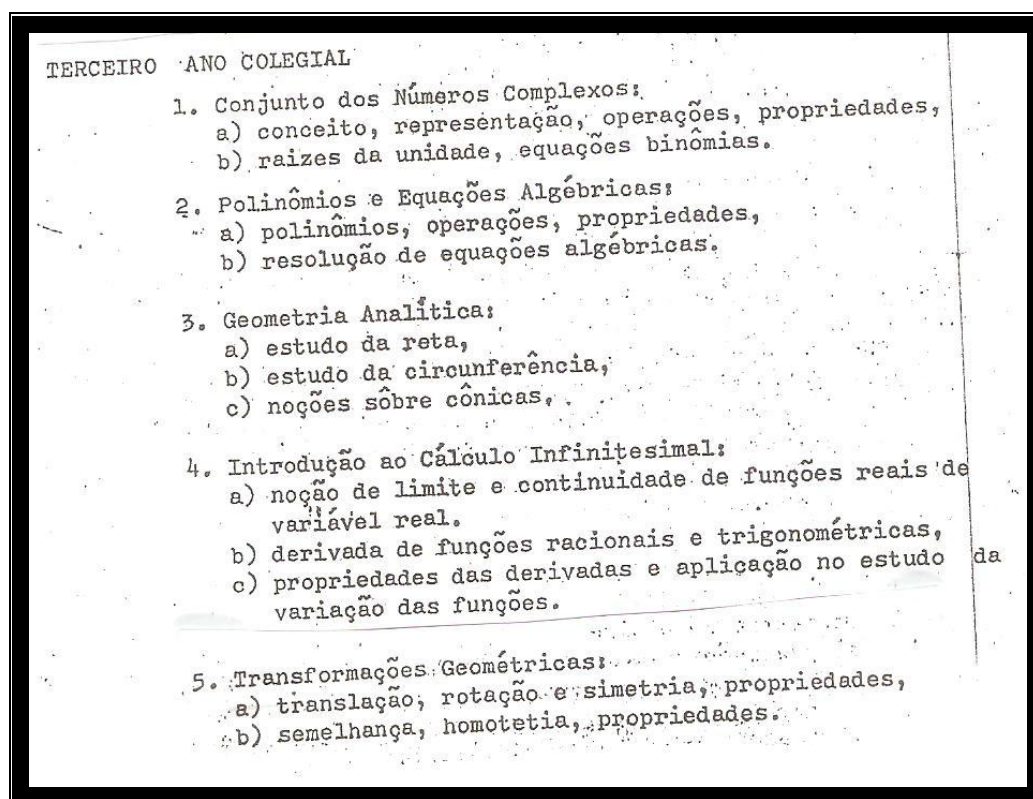 TERCEIRO ANO COLEGIAL
1. Conjunto dos Números Complexos:
a) conceito, representação, operações, propriedades,
b) raizes da unidade, equações binômias.
2. Polinômios e Equações Algébricas:
a) polinômios, operações, propriedades,
b) resolução de equações algébricas.
3. Geometria Analítica:
a) estudo da reta,
b) estudo da circunferência,
c) noções sôbre cônicas,
4. Introdução ao Cálculo Infinitesimal:
a) noção de limite e continuidade de funções reais de
variável real.
b) derivada de funções racionais e trigonométricas,
c) propriedades das derivadas e aplicação no estudo da
variação das funções.
5. Transformações Geométricas:
a) translação, rotação e simetria, propriedades,
b) semelhança, homotetia, propriedades.